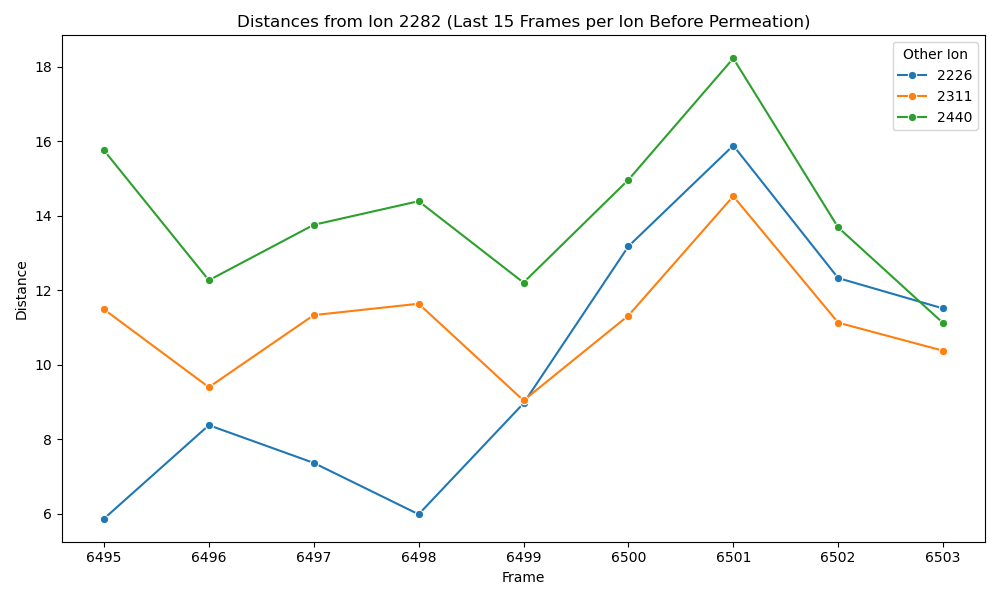 Distances from Ion 2282 (Last 15 Frames per Ion Before Permeation)
Other Ion
2226
2311
2440
18
16
14
12
10
8
6
Distance
6495 6496 6497 6498 6499 6500 6501 6502 6503
Frame